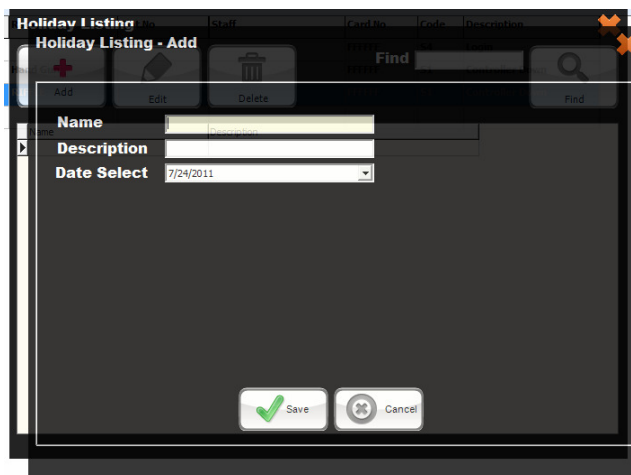 Holiday Listing No Staff Card No Code Description
Holiday Listing - Add
Find
Add Edit Delete Find
Name
Name Description
Description
Date Select 7/24/2011
Save Cancel